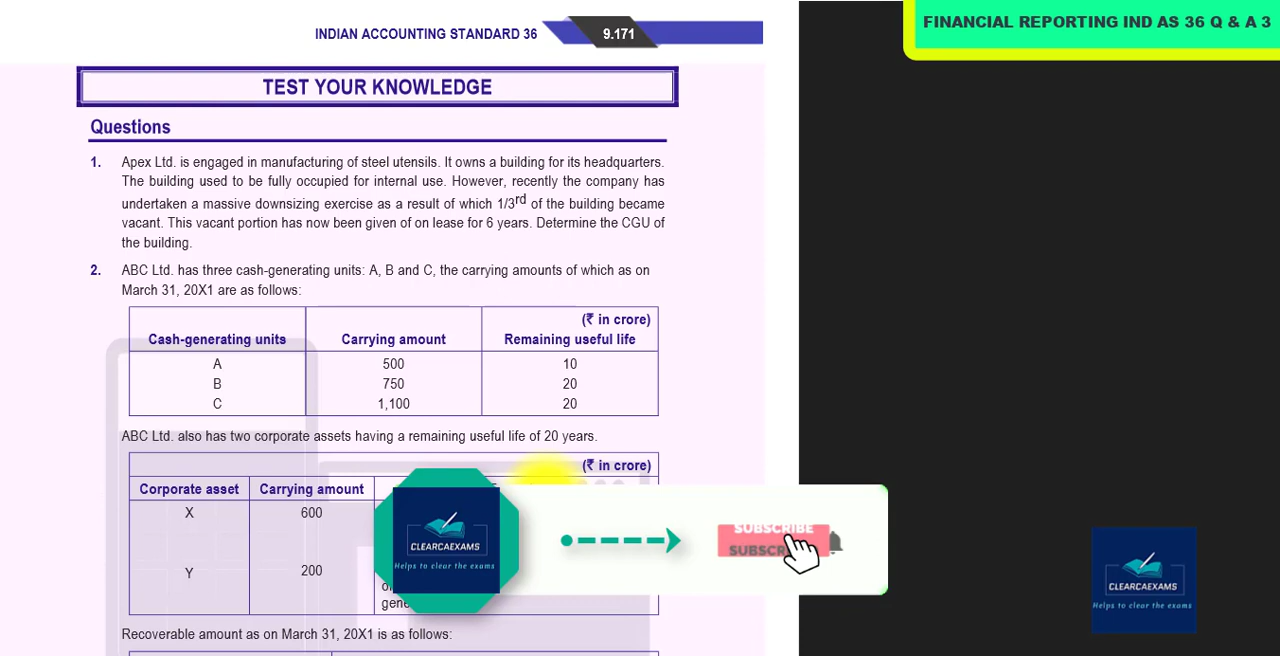 INDIAN ACCOUNTING STANDARD 36
9.171
FINANCIAL REPORTING IND AS 36 Q & A 3
TEST YOUR KNOWLEDGE
Questions
1. Apex Ltd. is engaged in manufacturing of steel utensils. It owns a building for its headquarters.
The building used to be fully occupied for internal use. However, recently the company has
undertaken a massive downsizing exercise as a result of which 1/3rd of the building became
vacant. This vacant portion has now been given of on lease for 6 years. Determine the CGU of
the building.
2. ABC Ltd. has three cash-generating units: A, B and C, the carrying amounts of which as on
March 31, 20X1 are as follows:
(₹ in crore)
Cash-generating units Carrying amount Remaining useful life
A 500 10
B 750 20
C 1,100 20
ABC Ltd. also has two corporate assets having a remaining useful life of 20 years.
(₹ in crore)
Corporate asset Carrying amount
X 600
Y 200
Recoverable amount as on March 31, 20X1 is as follows:
CLEARCAEXAMS
Helps to clear the exams
SUBSCRIBE
CLEARCAEXAMS
Helps to clear the exams